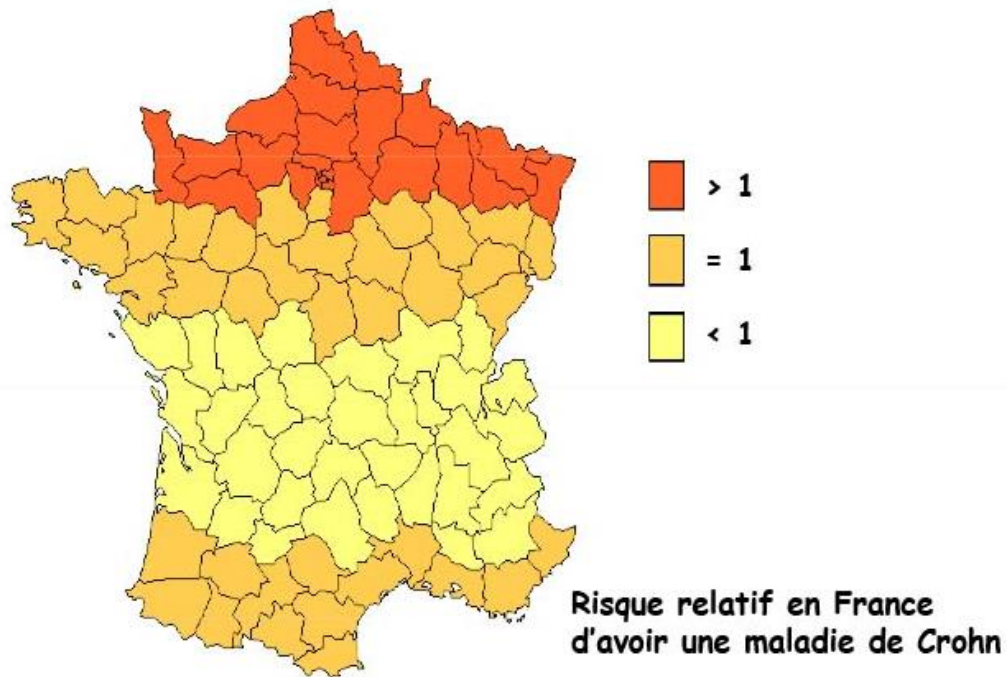 > 1
= 1
< 1
Risque relatif en France
d'avoir une maladie de Crohn